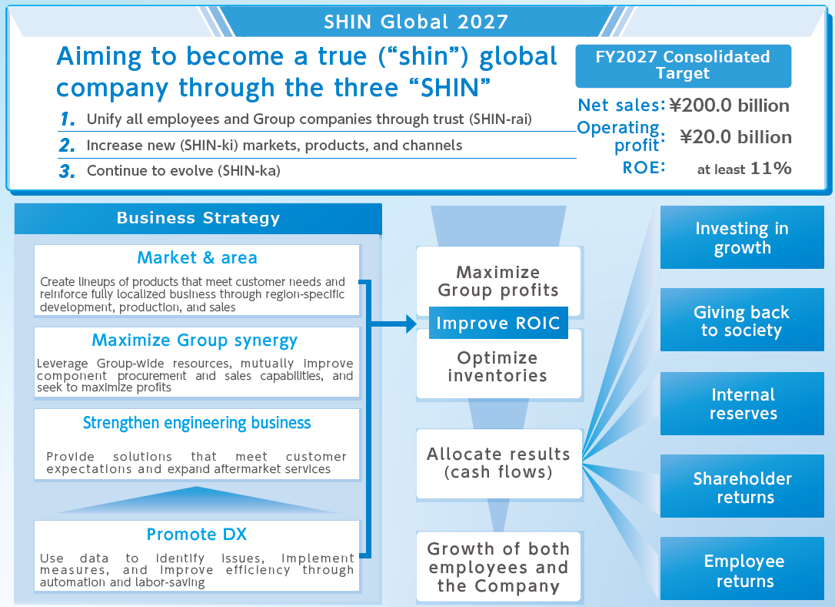 SHIN Global 2027
Aiming to become a true (“shin”) global
company through the three “SHIN”
1. Unify all employees and Group companies through trust (SHIN-rai)
2. Increase new (SHIN-ki) markets, products, and channels
3. Continue to evolve (SHIN-ka)
FY2027 Consolidated
Target
Net sales: ¥200.0 billion
Operating
profit: ¥20.0 billion
ROE: at least 11%
Business Strategy
Market & area
Create lineups of products that meet customer needs and
reinforce fully localized business through region-specific
development, production, and sales
Maximize Group synergy
Leverage Group-wide resources, mutually improve
component procurement and sales capabilities, and
seek to maximize profits
Strengthen engineering business
Provide solutions that meet customer
expectations and expand aftermarket services
Promote DX
Use data to identify issues, implement
measures, and improve efficiency through
automation and labor-saving
Maximize
Group profits
Improve ROIC
Optimize
inventories
Allocate results
(cash flows)
Growth of both
employees and
the Company
Investing in
growth
Giving back
to society
Internal
reserves
Shareholder
returns
Employee
returns